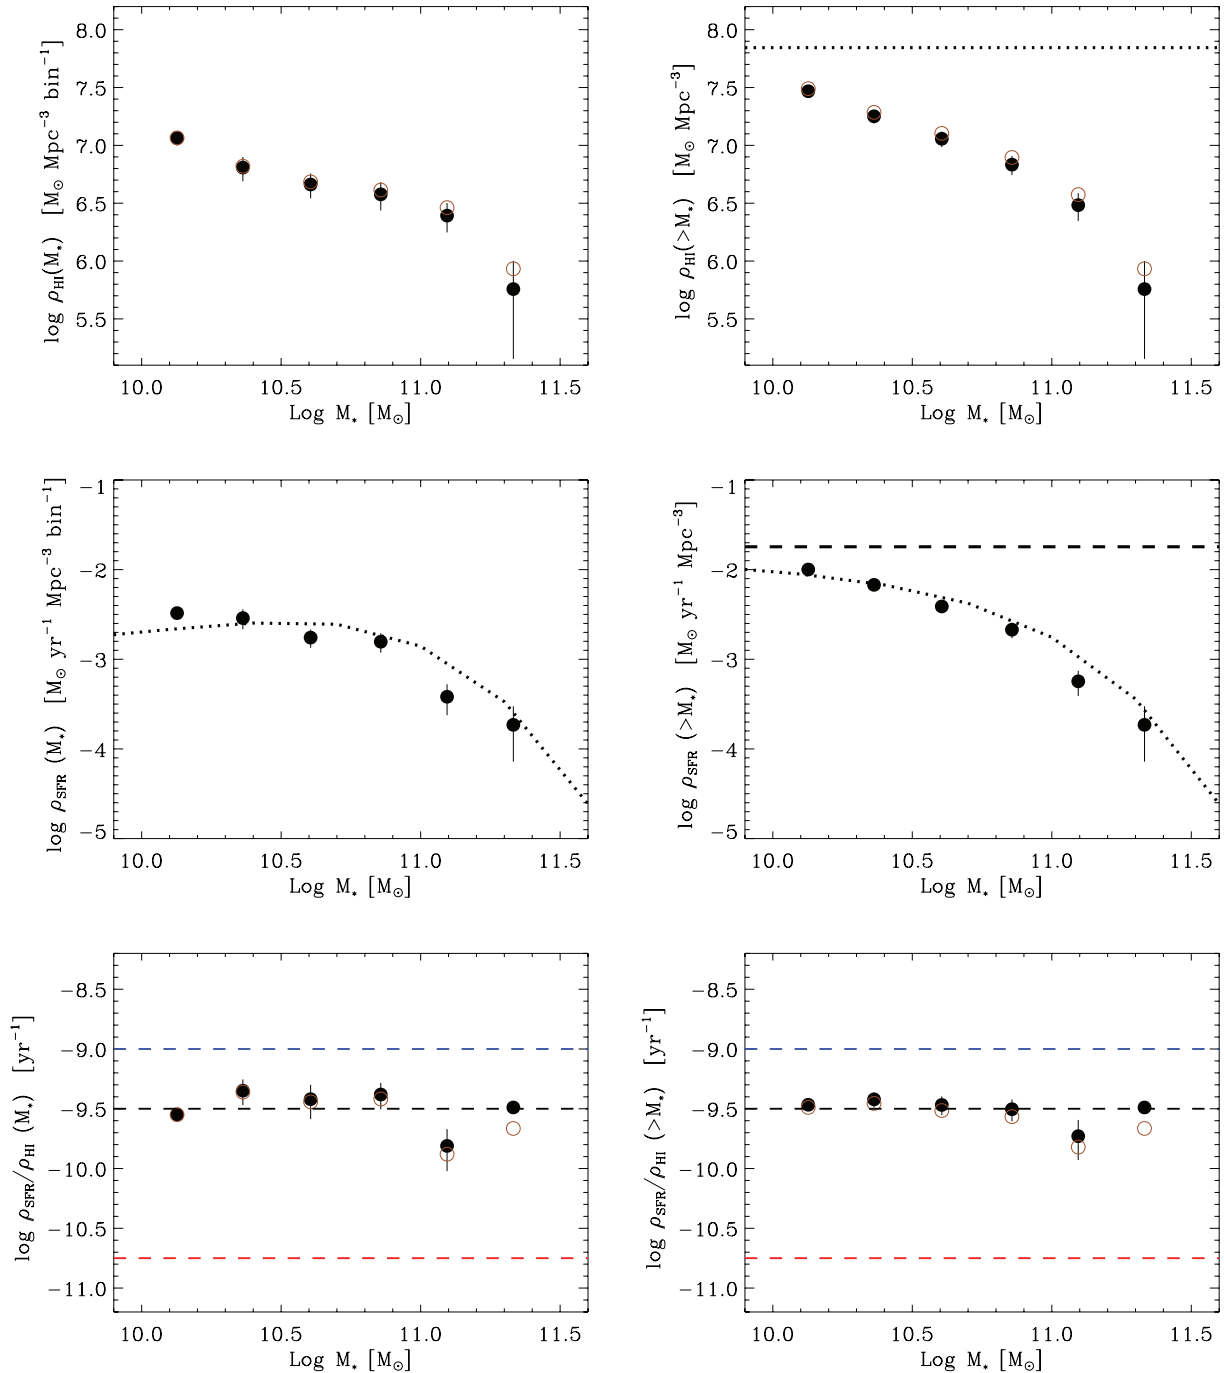 8.0
7.5
7.0
6.5
6.0
5.5
log ρHI(M*) [M⊙ Mpc−3 bin−1]
10.0 10.5 11.0 11.5
Log M* [M⊙]
8.0
7.5
7.0
6.5
6.0
5.5
log ρHI(>M*) [M⊙ Mpc−3]
10.0 10.5 11.0 11.5
Log M* [M⊙]
−1
−2
−3
−4
−5
log ρSFR (M*) [M⊙ yr−1 Mpc−3 bin−1]
10.0 10.5 11.0 11.5
Log M* [M⊙]
−1
−2
−3
−4
−5
log ρSFR (>M*) [M⊙ yr−1 Mpc−3]
10.0 10.5 11.0 11.5
Log M* [M⊙]
−8.5
−9.0
−9.5
−10.0
−10.5
−11.0
log ρSFR/ρHI (M*) [yr−1]
10.0 10.5 11.0 11.5
Log M* [M⊙]
−8.5
−9.0
−9.5
−10.0
−10.5
−11.0
log ρSFR/ρHI (>M*) [yr−1]
10.0 10.5 11.0 11.5
Log M* [M⊙]